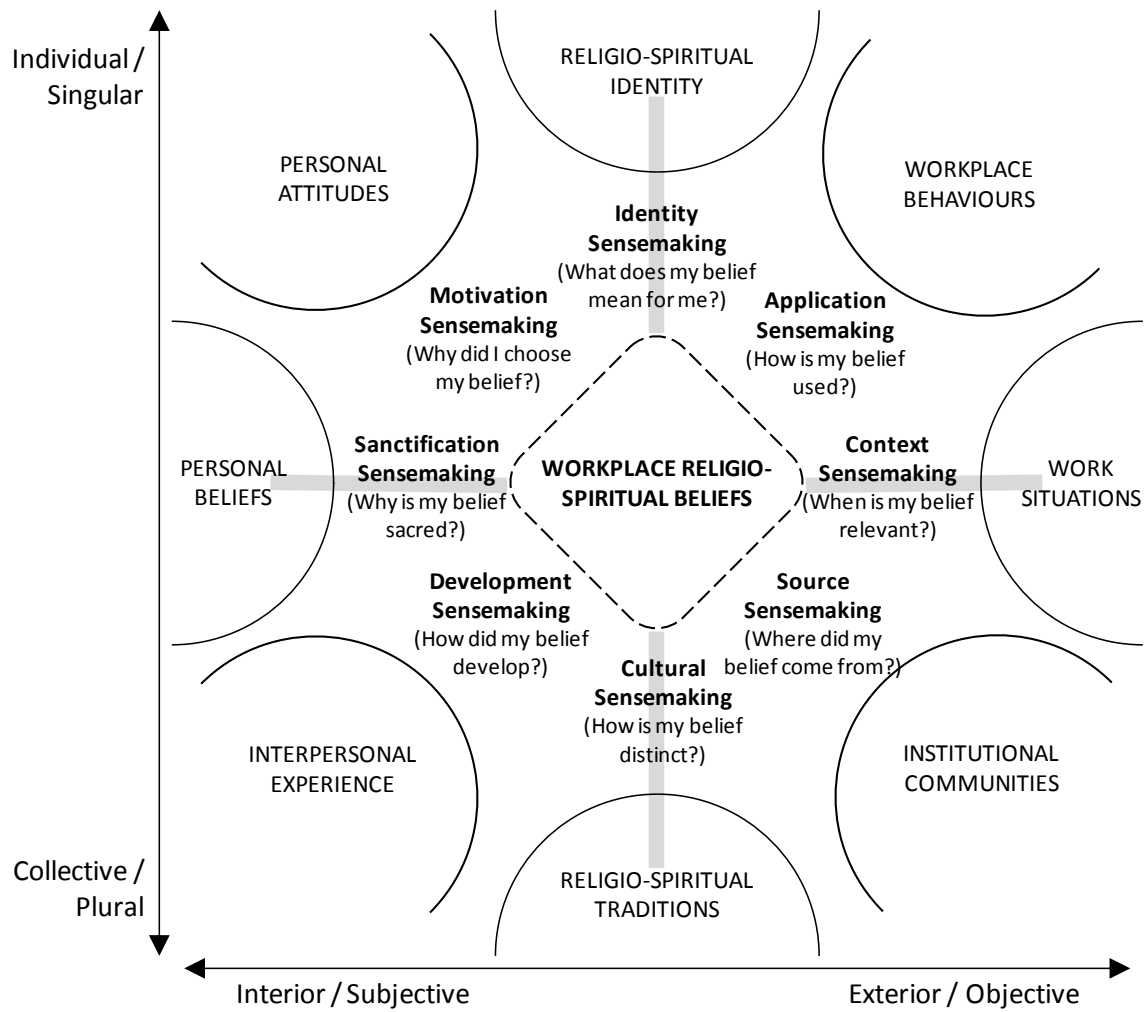 Individual /
Singular
RELIGIO-SPIRITUAL
IDENTITY
PERSONAL
ATTITUDES
WORKPLACE
BEHAVIOURS
Identity
Sensemaking
(What does my belief
mean for me?)
Motivation
Sensemaking
(Why did I choose
my belief?)
Application
Sensemaking
(How is my belief
used?)
PERSONAL
BELIEFS
Sanctification
Sensemaking
(Why is my belief
sacred?)
WORKPLACE RELIGIO-
SPIRITUAL BELIEFS
Context
Sensemaking
(When is my belief
relevant?)
WORK
SITUATIONS
Development
Sensemaking
(How did my belief
develop?)
Source
Sensemaking
(Where did my
belief come from?)
Cultural
Sensemaking
(How is my belief
distinct?)
INTERPERSONAL
EXPERIENCE
INSTITUTIONAL
COMMUNITIES
RELIGIO-SPIRITUAL
TRADITIONS
Collective /
Plural
Interior / Subjective
Exterior / Objective